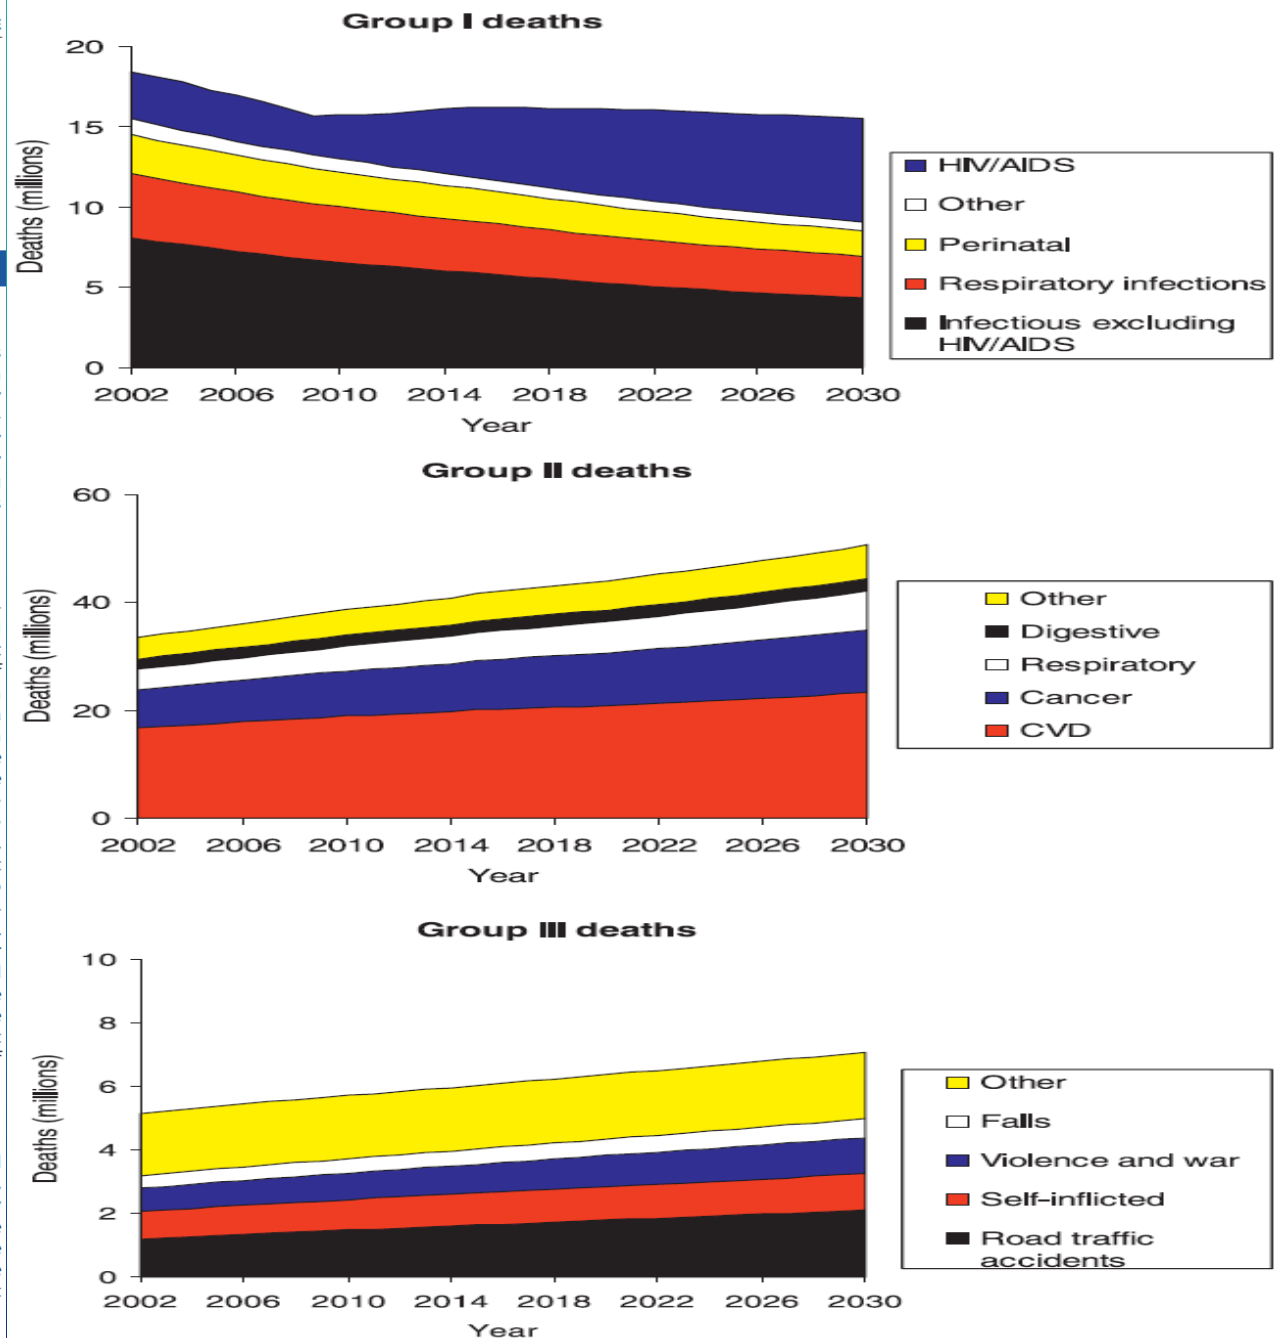 Group I deaths
20
15
10
5
0
Deaths (millions)
2002 2006 2010 2014 2018 2022 2026 2030
Year
HIV/AIDS
Other
Perinatal
Respiratory infections
Infectious excluding
HIV/AIDS
Group II deaths
60
40
20
0
Deaths (millions)
2002 2006 2010 2014 2018 2022 2026 2030
Year
Other
Digestive
Respiratory
Cancer
CVD
Group III deaths
10
8
6
4
2
0
Deaths (millions)
2002 2006 2010 2014 2018 2022 2026 2030
Year
Other
Falls
Violence and war
Self-inflicted
Road traffic
accidents